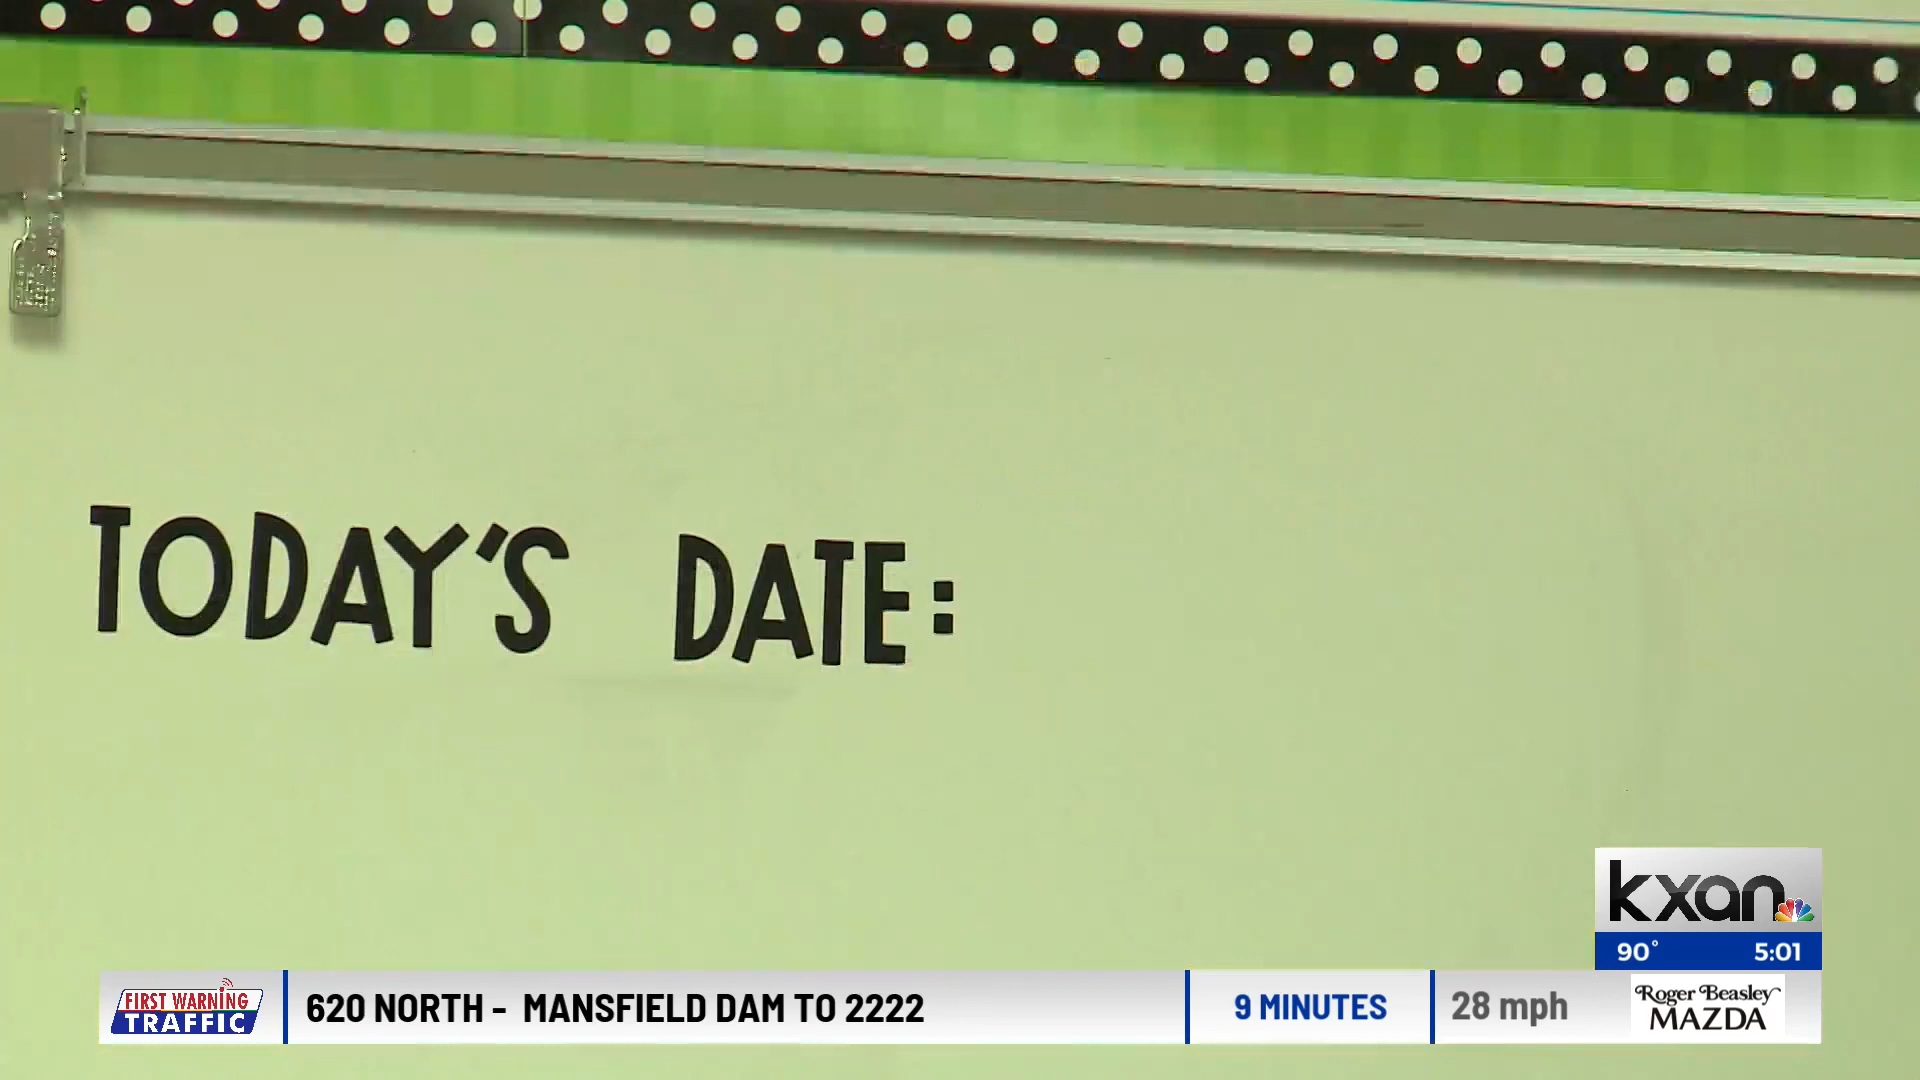 TODAY'S DATE:
kxan
90° 5:01
FIRST WARNING
TRAFFIC
620 NORTH - MANSFIELD DAM TO 2222
9 MINUTES
28 mph
Roger Beasley
MAZDA